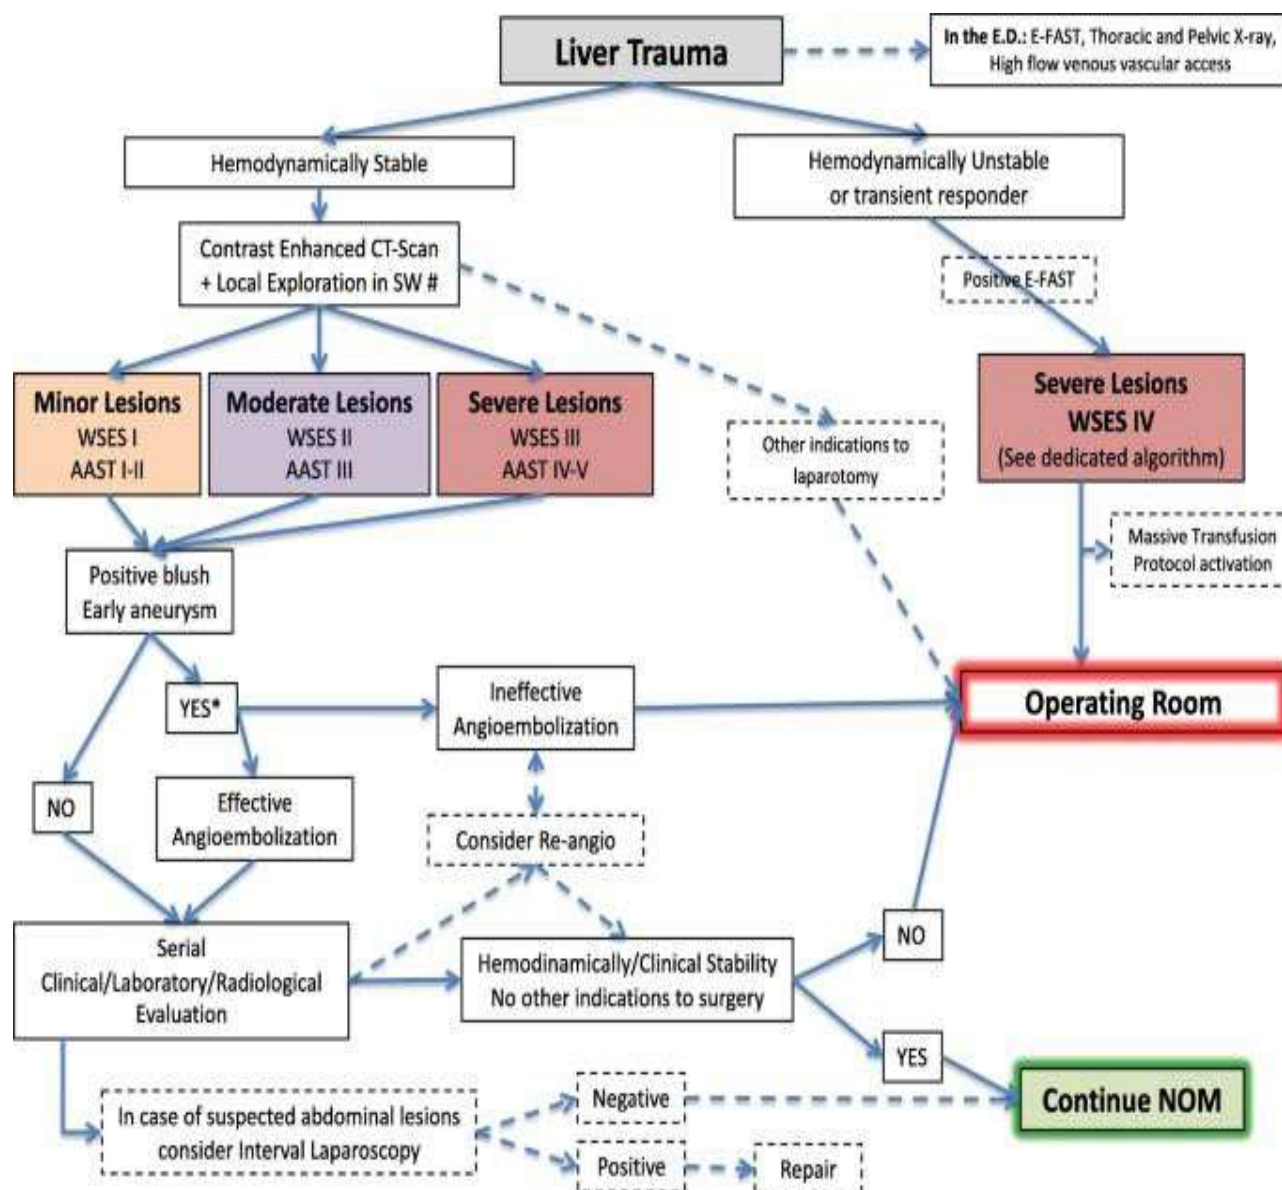 Liver Trauma
In the E.D.: E-FAST, Thoracic and Pelvic X-ray,
High flow venous vascular access
Hemodynamically Stable
Hemodynamically Unstable
or transient responder
Contrast Enhanced CT-Scan
+ Local Exploration in SW #
Positive E-FAST
Minor Lesions
WSES I
AAST I-II
Moderate Lesions
WSES II
AAST III
Severe Lesions
WSES III
AAST IV-V
Severe Lesions
WSES IV
(See dedicated algorithm)
Other indications to
laparotomy
Massive Transfusion
Protocol activation
Positive blush
Early aneurysm
YES*
Ineffective
Angioembolization
Operating Room
NO
Effective
Angioembolization
Consider Re-angio
Serial
Clinical/Laboratory/Radiological
Evaluation
Hemodinamically/Clinical Stability
No other indications to surgery
NO
YES
Continue NOM
In case of suspected abdominal lesions
consider Interval Laparoscopy
Negative
Positive
Repair